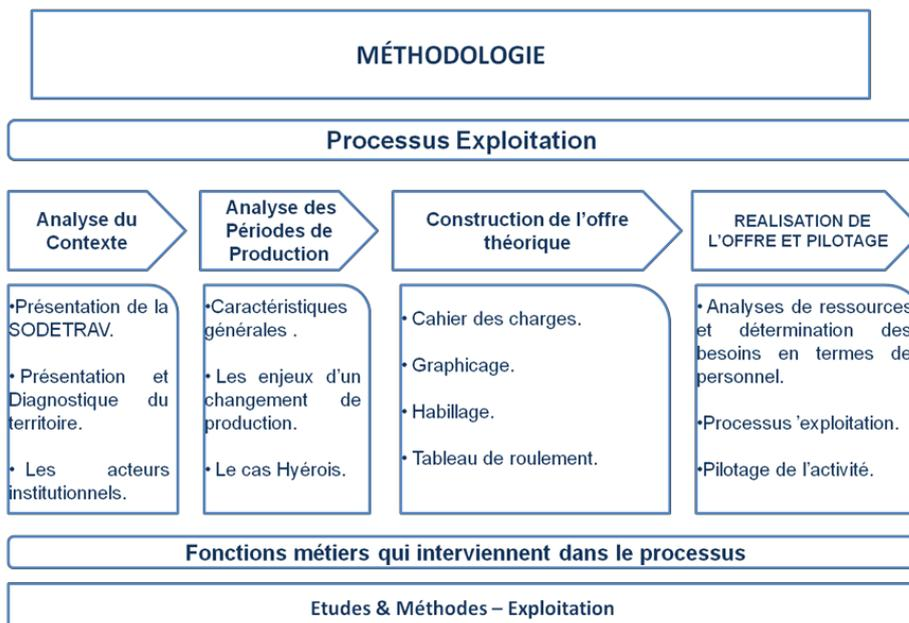 MÉTHODOLOGIE
Processus Exploitation
Analyse du
Contexte
Analyse des
Périodes de
Production
Construction de l’offre
théorique
REALISATION DE
L’OFFRE ET PILOTAGE
•Présentation de la
SODETRAV.
• Présentation et
Diagnostique du
territoire.
• Les acteurs
institutionnels.
•Caractéristiques
générales .
• Les enjeux d’un
changement de
production.
• Le cas Hyérois.
• Cahier des charges.
• Graphicage.
• Habillage.
• Tableau de roulement.
• Analyses de ressources
et détermination des
besoins en termes de
personnel.
•Processus ’exploitation.
•Pilotage de l’activité.
Fonctions métiers qui interviennent dans le processus
Etudes & Méthodes – Exploitation